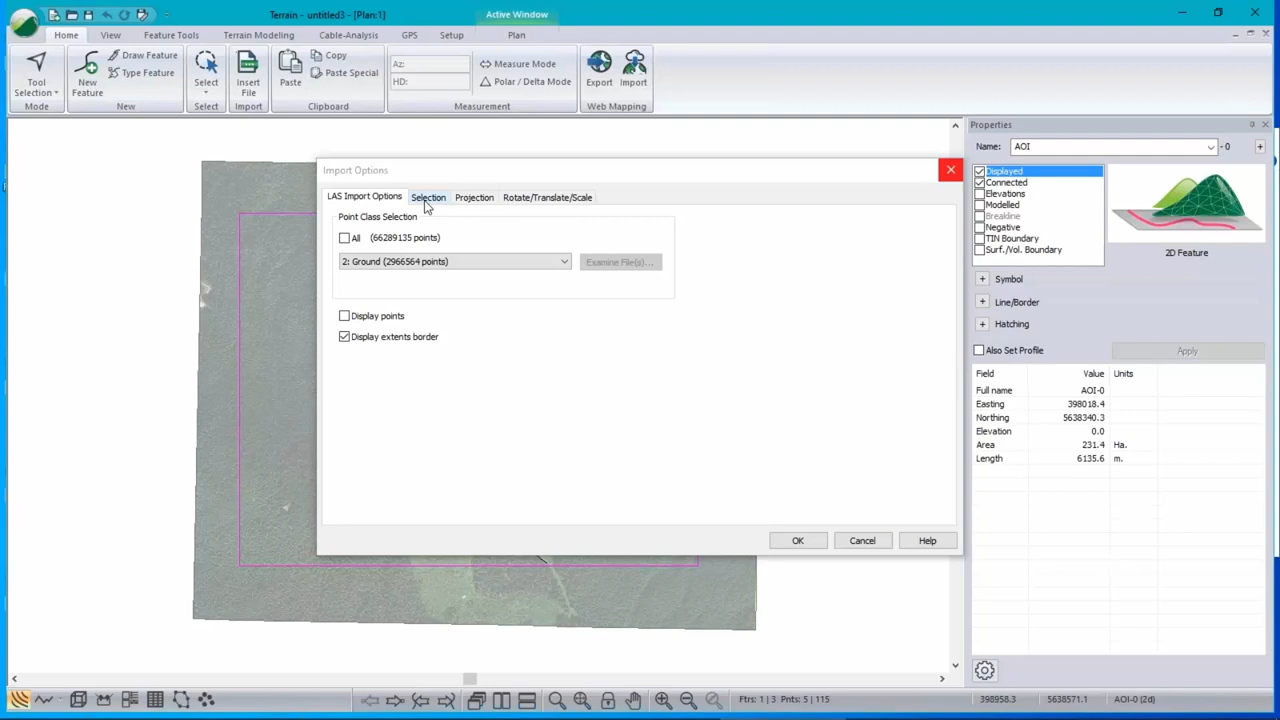 Terrain - untitled3 - [Plan:1]
Active Window
Home View Feature Tools Terrain Modeling Cable-Analysis GPS Setup Plan
Tool Selection
Mode
New Feature
Draw Feature
Type Feature
New
Select
Select
Insert File
Import
Paste
Copy
Paste Special
Clipboard
Az:
HD:
Measure Mode
Polar / Delta Mode
Measurement
Export
Import
Web Mapping
Import Options
LAS Import Options Selection Projection Rotate/Translate/Scale
Point Class Selection
All (66289135 points)
2: Ground (2966564 points)
Examine File(s)...
Display points
Display extents border
OK Cancel Help
Properties
Name: AOI - 0 +
Displayed
Connected
Elevations
Modelled
Breakline
Negative
TIN Boundary
Surf./Vol. Boundary
2D Feature
+ Symbol
+ Line/Border
+ Hatching
Also Set Profile Apply
Field Value Units
Full name AOI-0
Easting 398018.4
Northing 5638340.3
Elevation 0.0
Area 231.4 Ha.
Length 6135.6 m.
Ftrs: 1 | 3 Pnts: 5 | 115
398958.3 5638571.1 AOI-0 (2d)